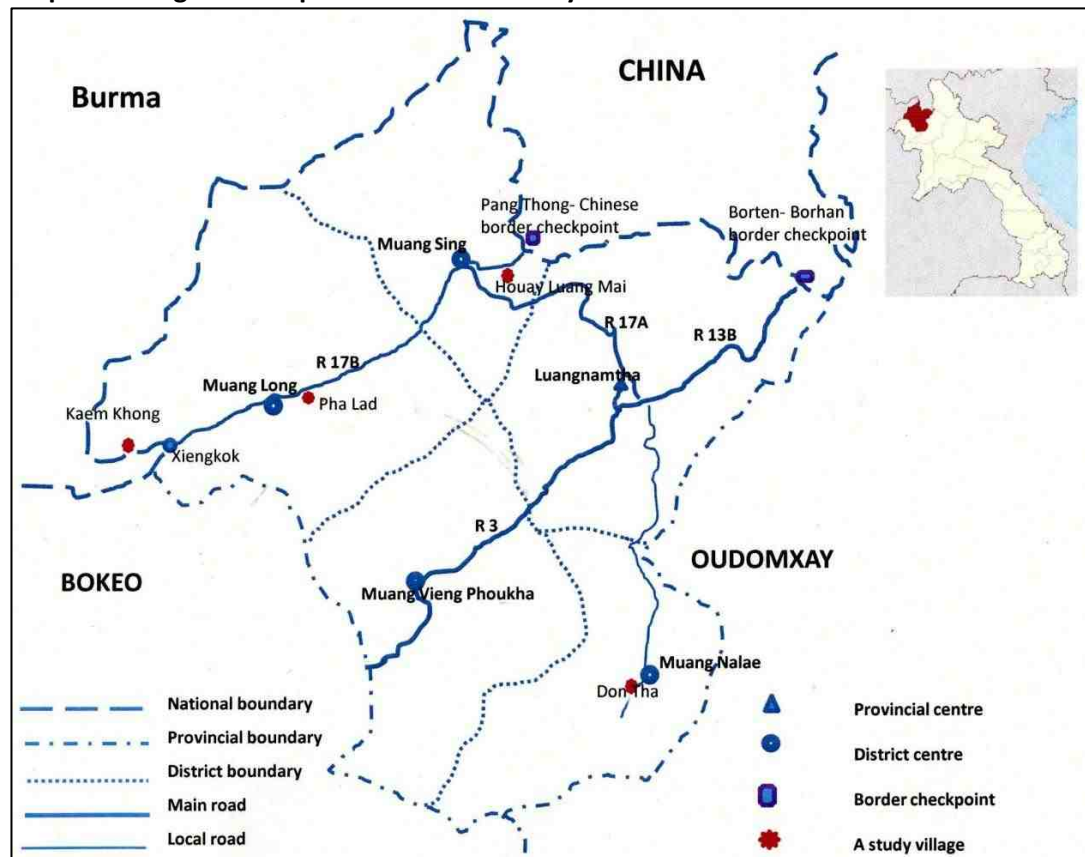 Burma
CHINA
Pang Thong- Chinese
border checkpoint
Borten- Borhan
border checkpoint
Muang Sing
Houay Luang Mai
R 17A
R 13B
R 17B
Luangnamtha
Muang Long
Pha Lad
Kaem Khong
Xiengkok
R 3
OUDOMXAY
BOKEO
Muang Vieng Phoukha
Muang Nalae
Don Tha
National boundary
Provincial boundary
District boundary
Main road
Local road
Provincial centre
District centre
Border checkpoint
A study village